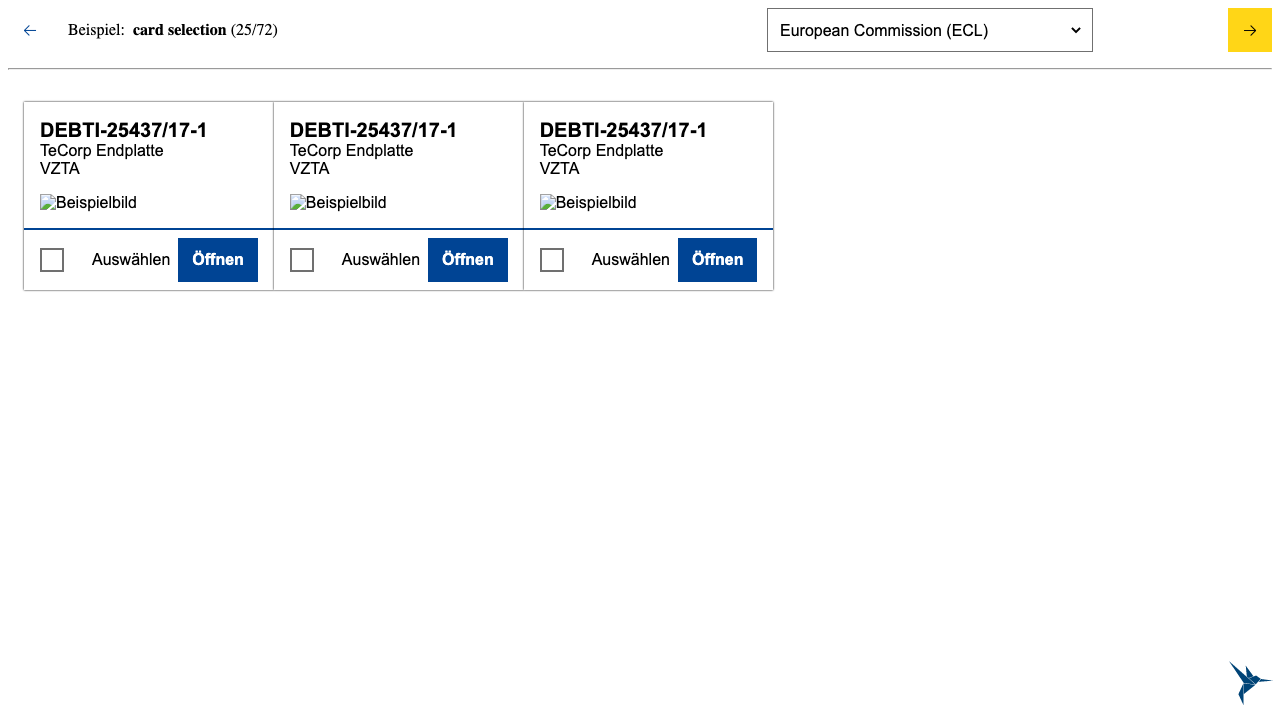 Beispiel: card selection (25/72)
European Commission (ECL)
DEBTI-25437/17-1
TeCorp Endplatte
VZTA
Beispielbild
Auswählen
Öffnen
DEBTI-25437/17-1
TeCorp Endplatte
VZTA
Beispielbild
Auswählen
Öffnen
DEBTI-25437/17-1
TeCorp Endplatte
VZTA
Beispielbild
Auswählen
Öffnen